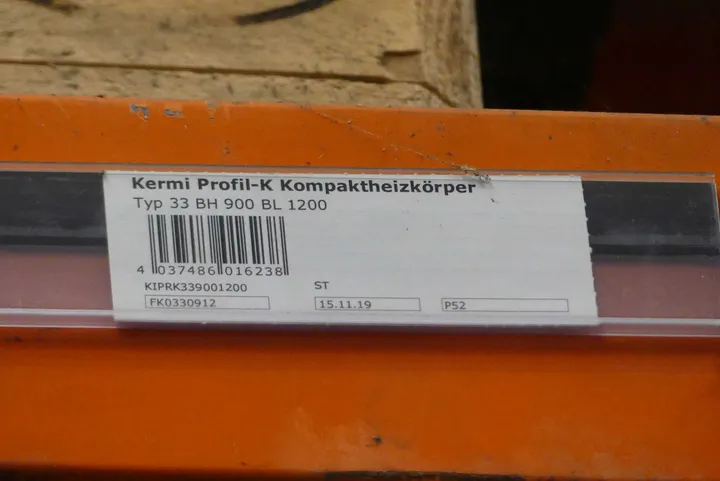 Kermi Profil-K Kompaktheizkörper
Typ 33 BH 900 BL 1200
4 037486 016238
KIPRK339001200 ST
FK0330912 15.11.19 P52